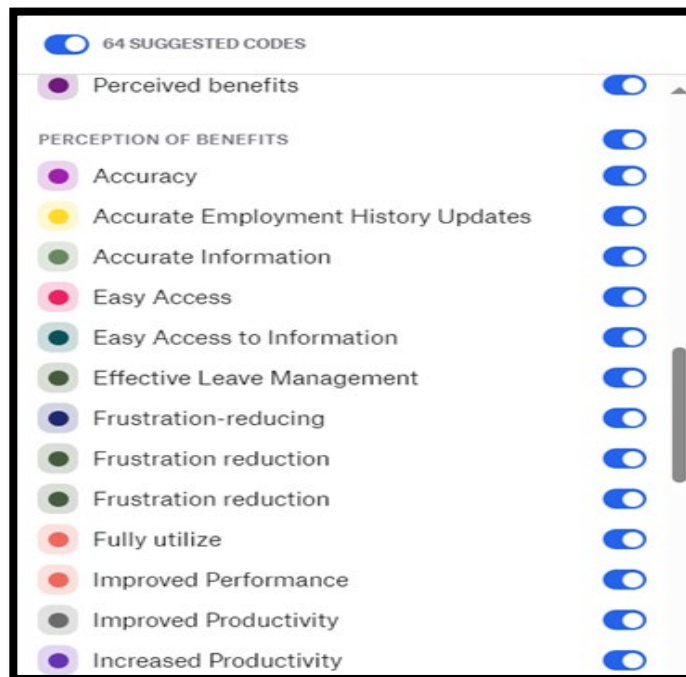 64 SUGGESTED CODES
Perceived benefits
PERCEPTION OF BENEFITS
Accuracy
Accurate Employment History Updates
Accurate Information
Easy Access
Easy Access to Information
Effective Leave Management
Frustration-reducing
Frustration reduction
Frustration reduction
Fully utilize
Improved Performance
Improved Productivity
Increased Productivity